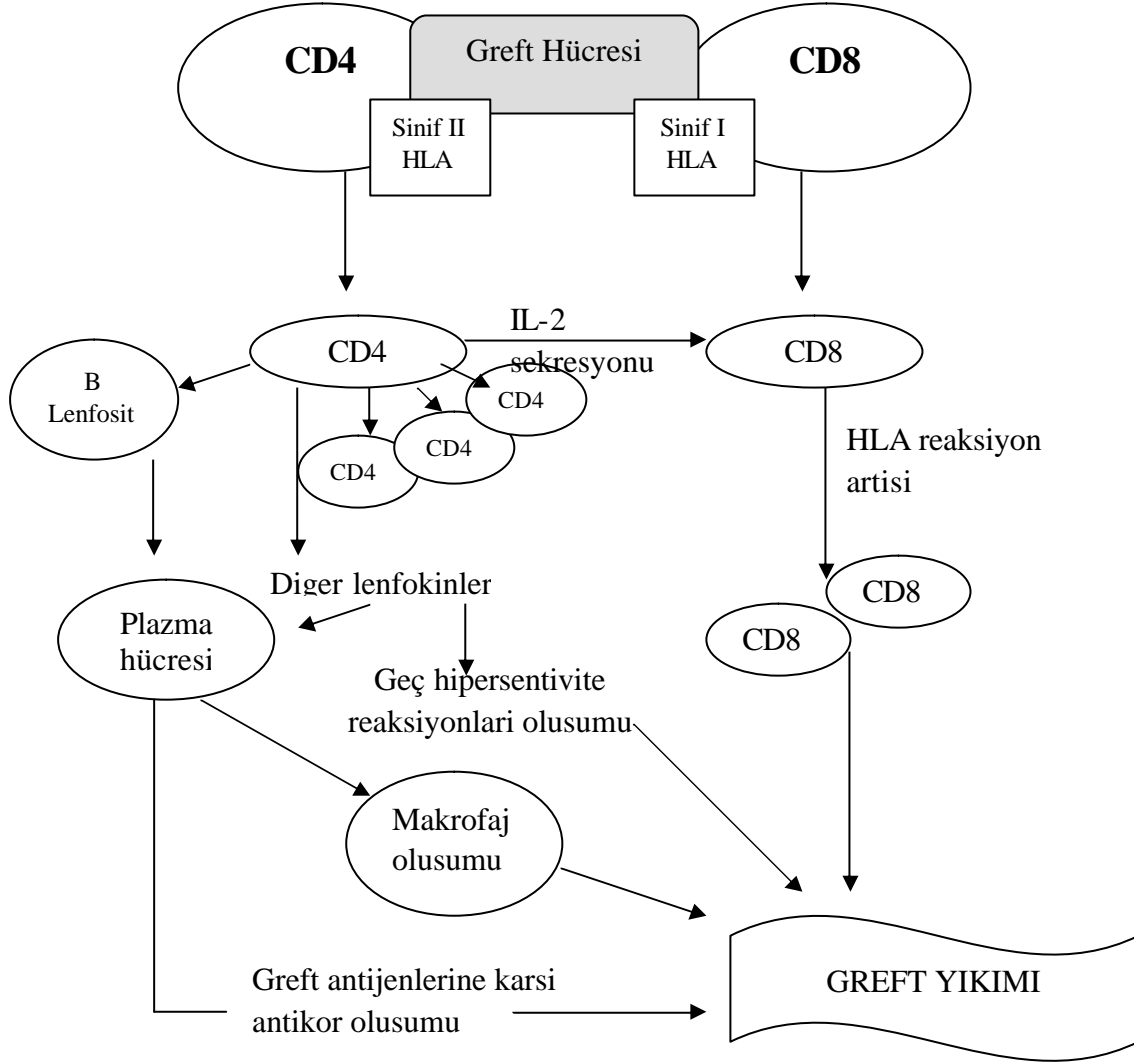 CD4
Greft Hücresi
CD8
Sinif II
HLA
Sinif I
HLA
IL-2
sekresyonu
CD4
CD8
B
Lenfosit
CD4
CD4
CD4
HLA reaksiyon
artisi
Diger lenfokinler
CD8
CD8
Plazma
hücresi
Geç hipersentivite
reaksiyonlari olusumu
Makrofaj
olusumu
Greft antijenlerine karsi
antikor olusumu
GREFT YIKIMI